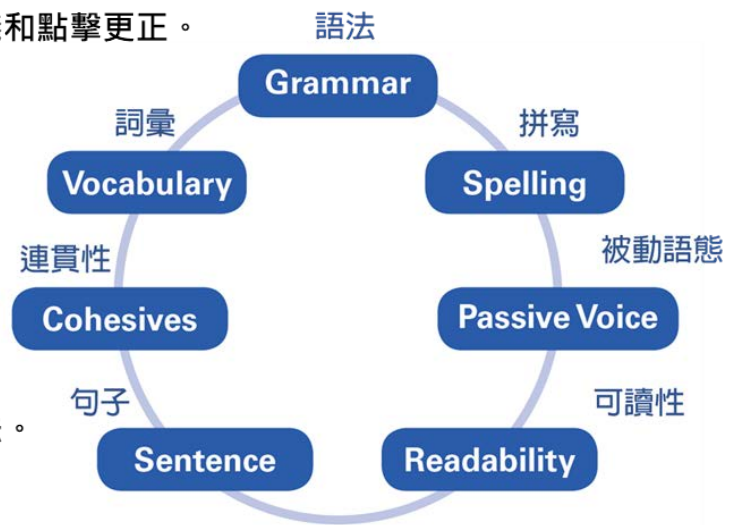 和點擊更正。
語法
Grammar
詞彙
拼寫
Vocabulary
Spelling
連貫性
被動語態
Cohesives
Passive Voice
句子
可讀性
。
Sentence
Readability